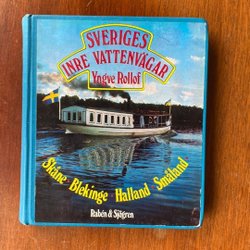 SVERIGES
INRE VATTENVÄGAR
Yngve Rollof
Skåne · Blekinge · Halland · Småland
Rabén & Sjögren